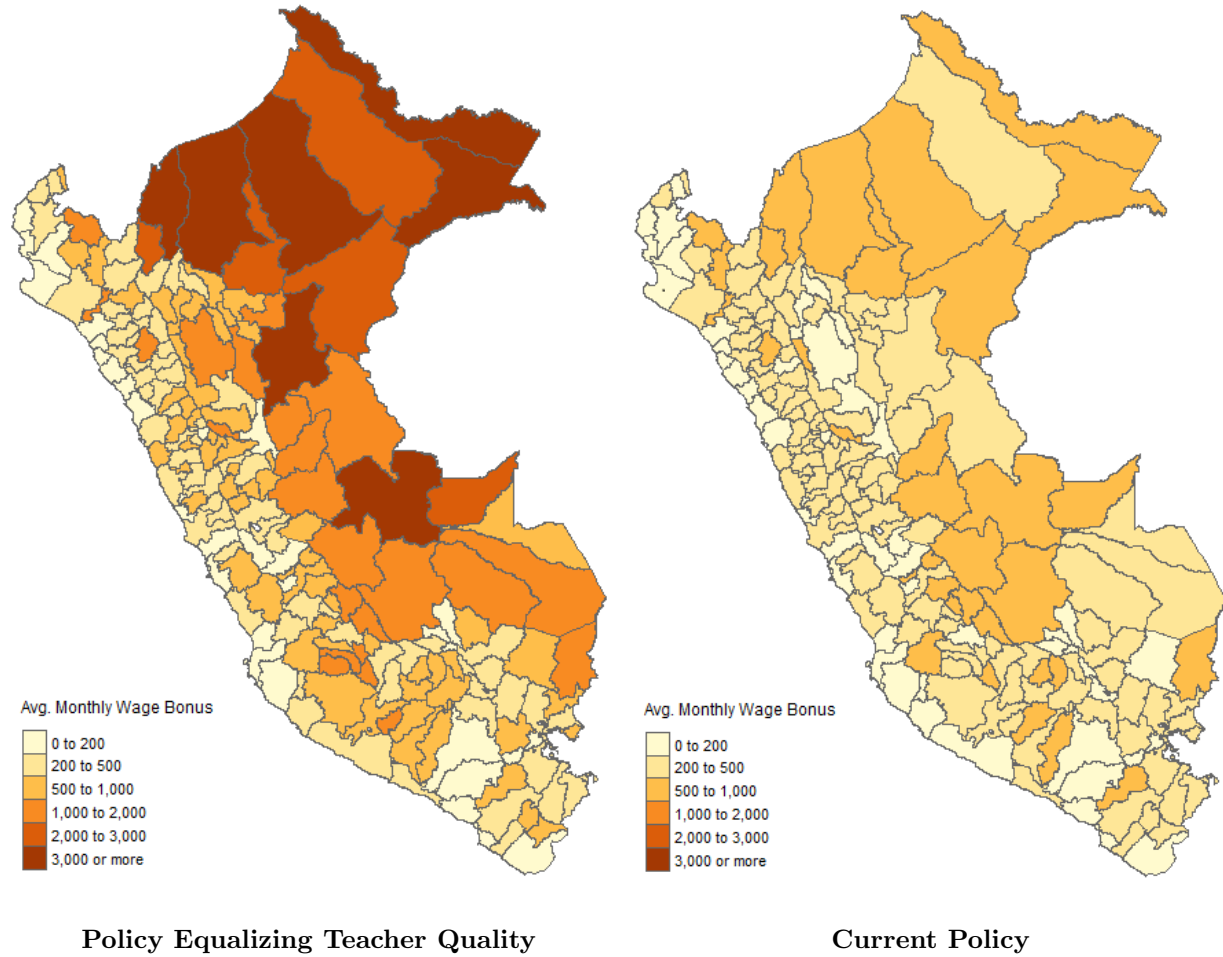 Avg. Monthly Wage Bonus
0 to 200
200 to 500
500 to 1,000
1,000 to 2,000
2,000 to 3,000
3,000 or more
Policy Equalizing Teacher Quality
Avg. Monthly Wage Bonus
0 to 200
200 to 500
500 to 1,000
1,000 to 2,000
2,000 to 3,000
3,000 or more
Current Policy